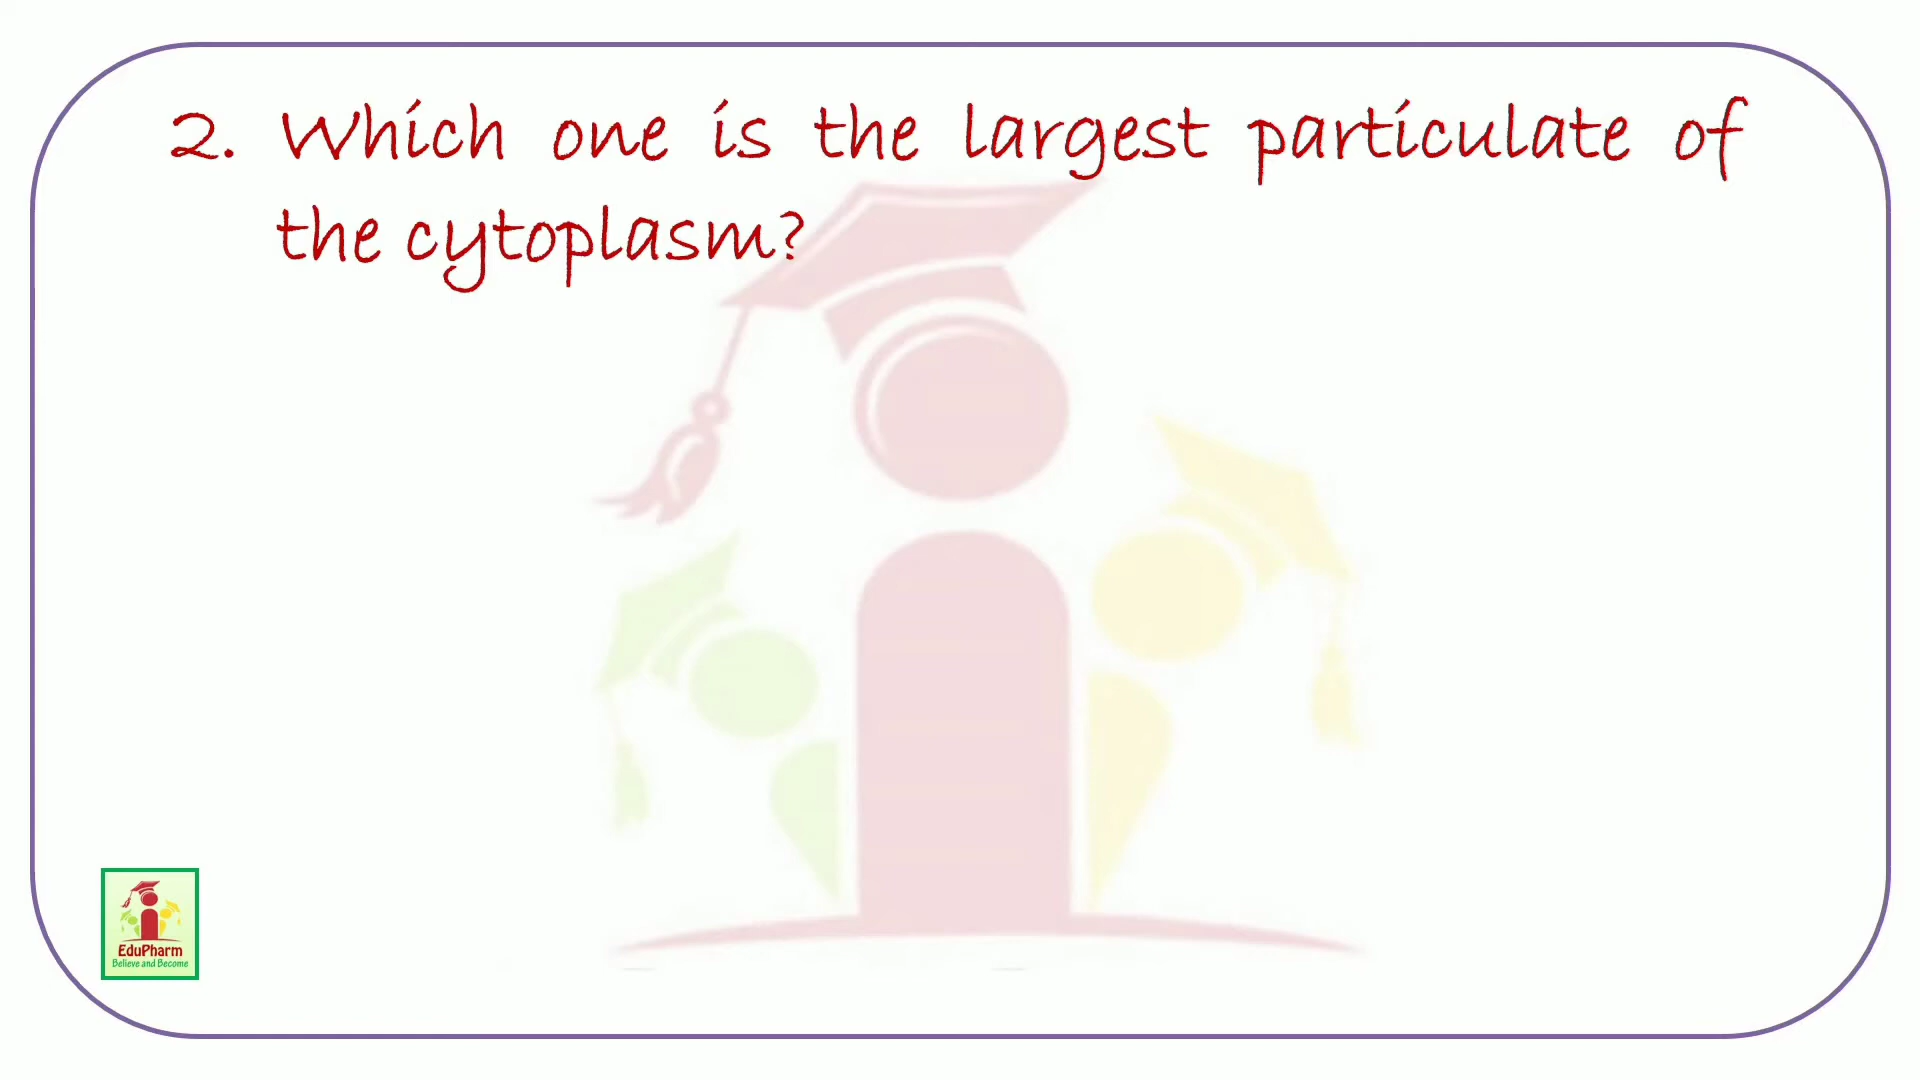 2. Which one is the largest particulate of
the cytoplasm?
EduPharm
Believe and Become